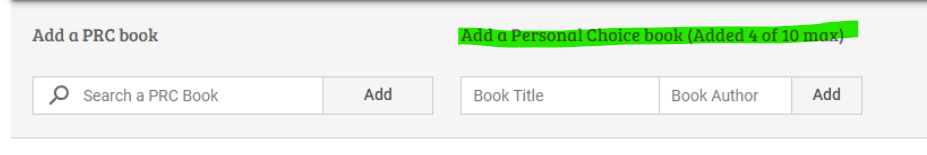 Add a PRC book
Add a Personal Choice book (Added 4 of 10 max)
Search a PRC Book Add
Book Title Book Author Add